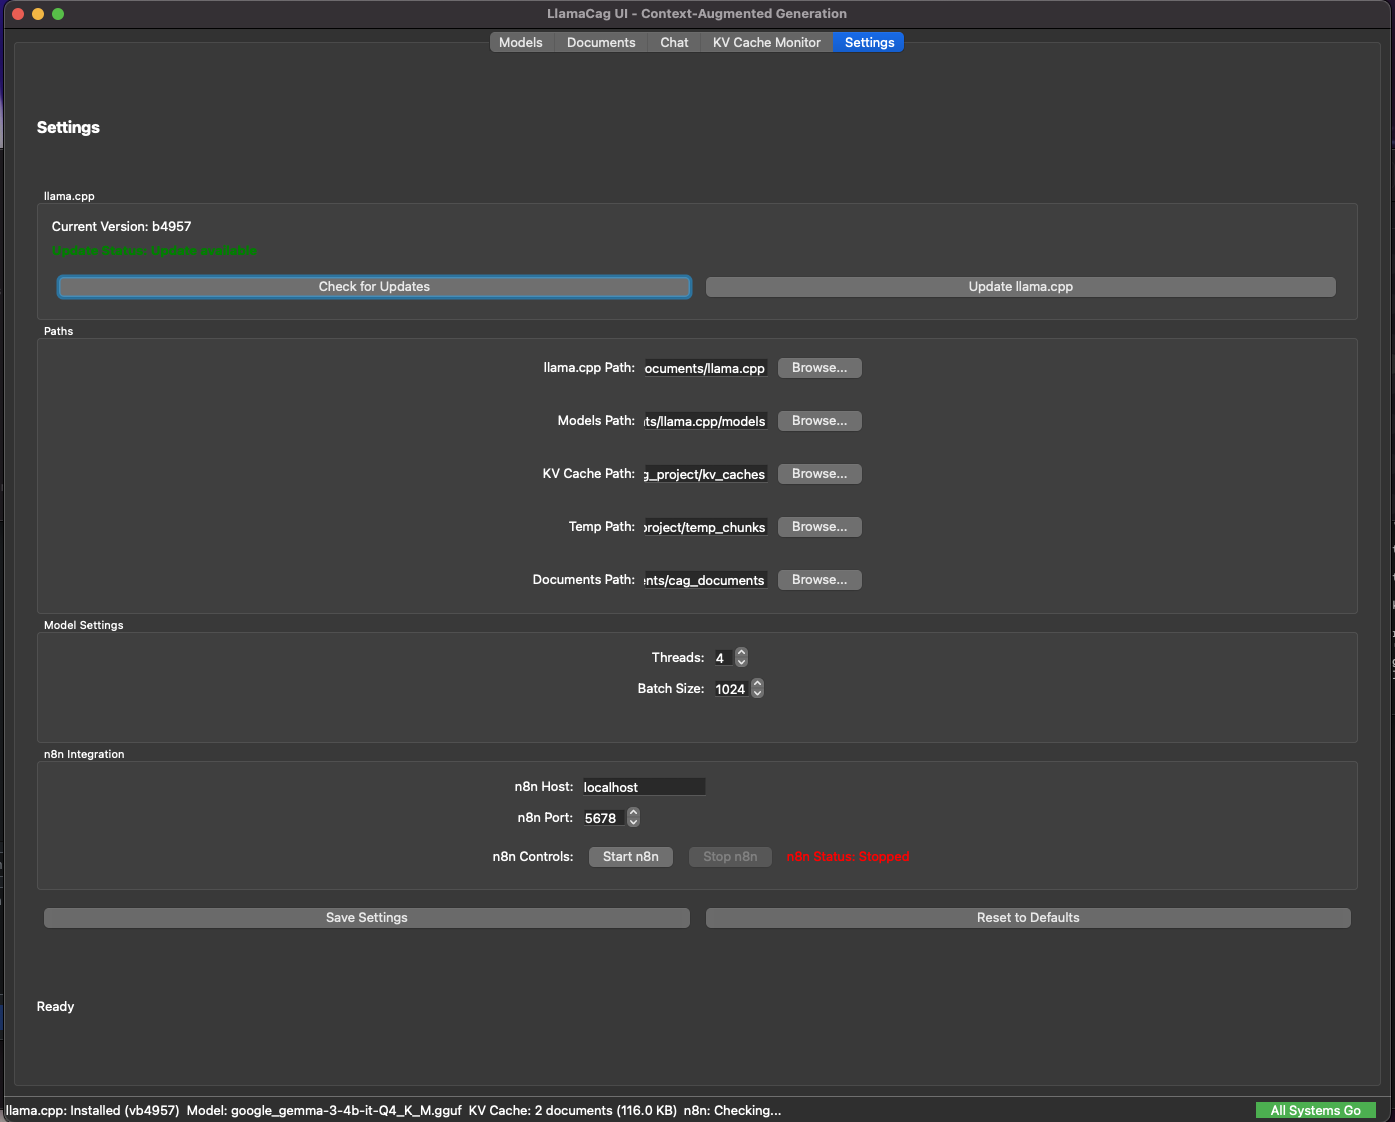 LlamaCag UI - Context-Augmented Generation
Models Documents Chat KV Cache Monitor Settings
Settings
llama.cpp
Current Version: b4957
Update Status: Update available
Check for Updates Update llama.cpp
Paths
llama.cpp Path: ocuments/llama.cpp Browse...
Models Path: ts/llama.cpp/models Browse...
KV Cache Path: g_project/kv_caches Browse...
Temp Path: project/temp_chunks Browse...
Documents Path: ents/cag_documents Browse...
Model Settings
Threads: 4
Batch Size: 1024
n8n Integration
n8n Host: localhost
n8n Port: 5678
n8n Controls: Start n8n Stop n8n n8n Status: Stopped
Save Settings Reset to Defaults
Ready
llama.cpp: Installed (vb4957) Model: google_gemma-3-4b-it-Q4_K_M.gguf KV Cache: 2 documents (116.0 KB) n8n: Checking... All Systems Go